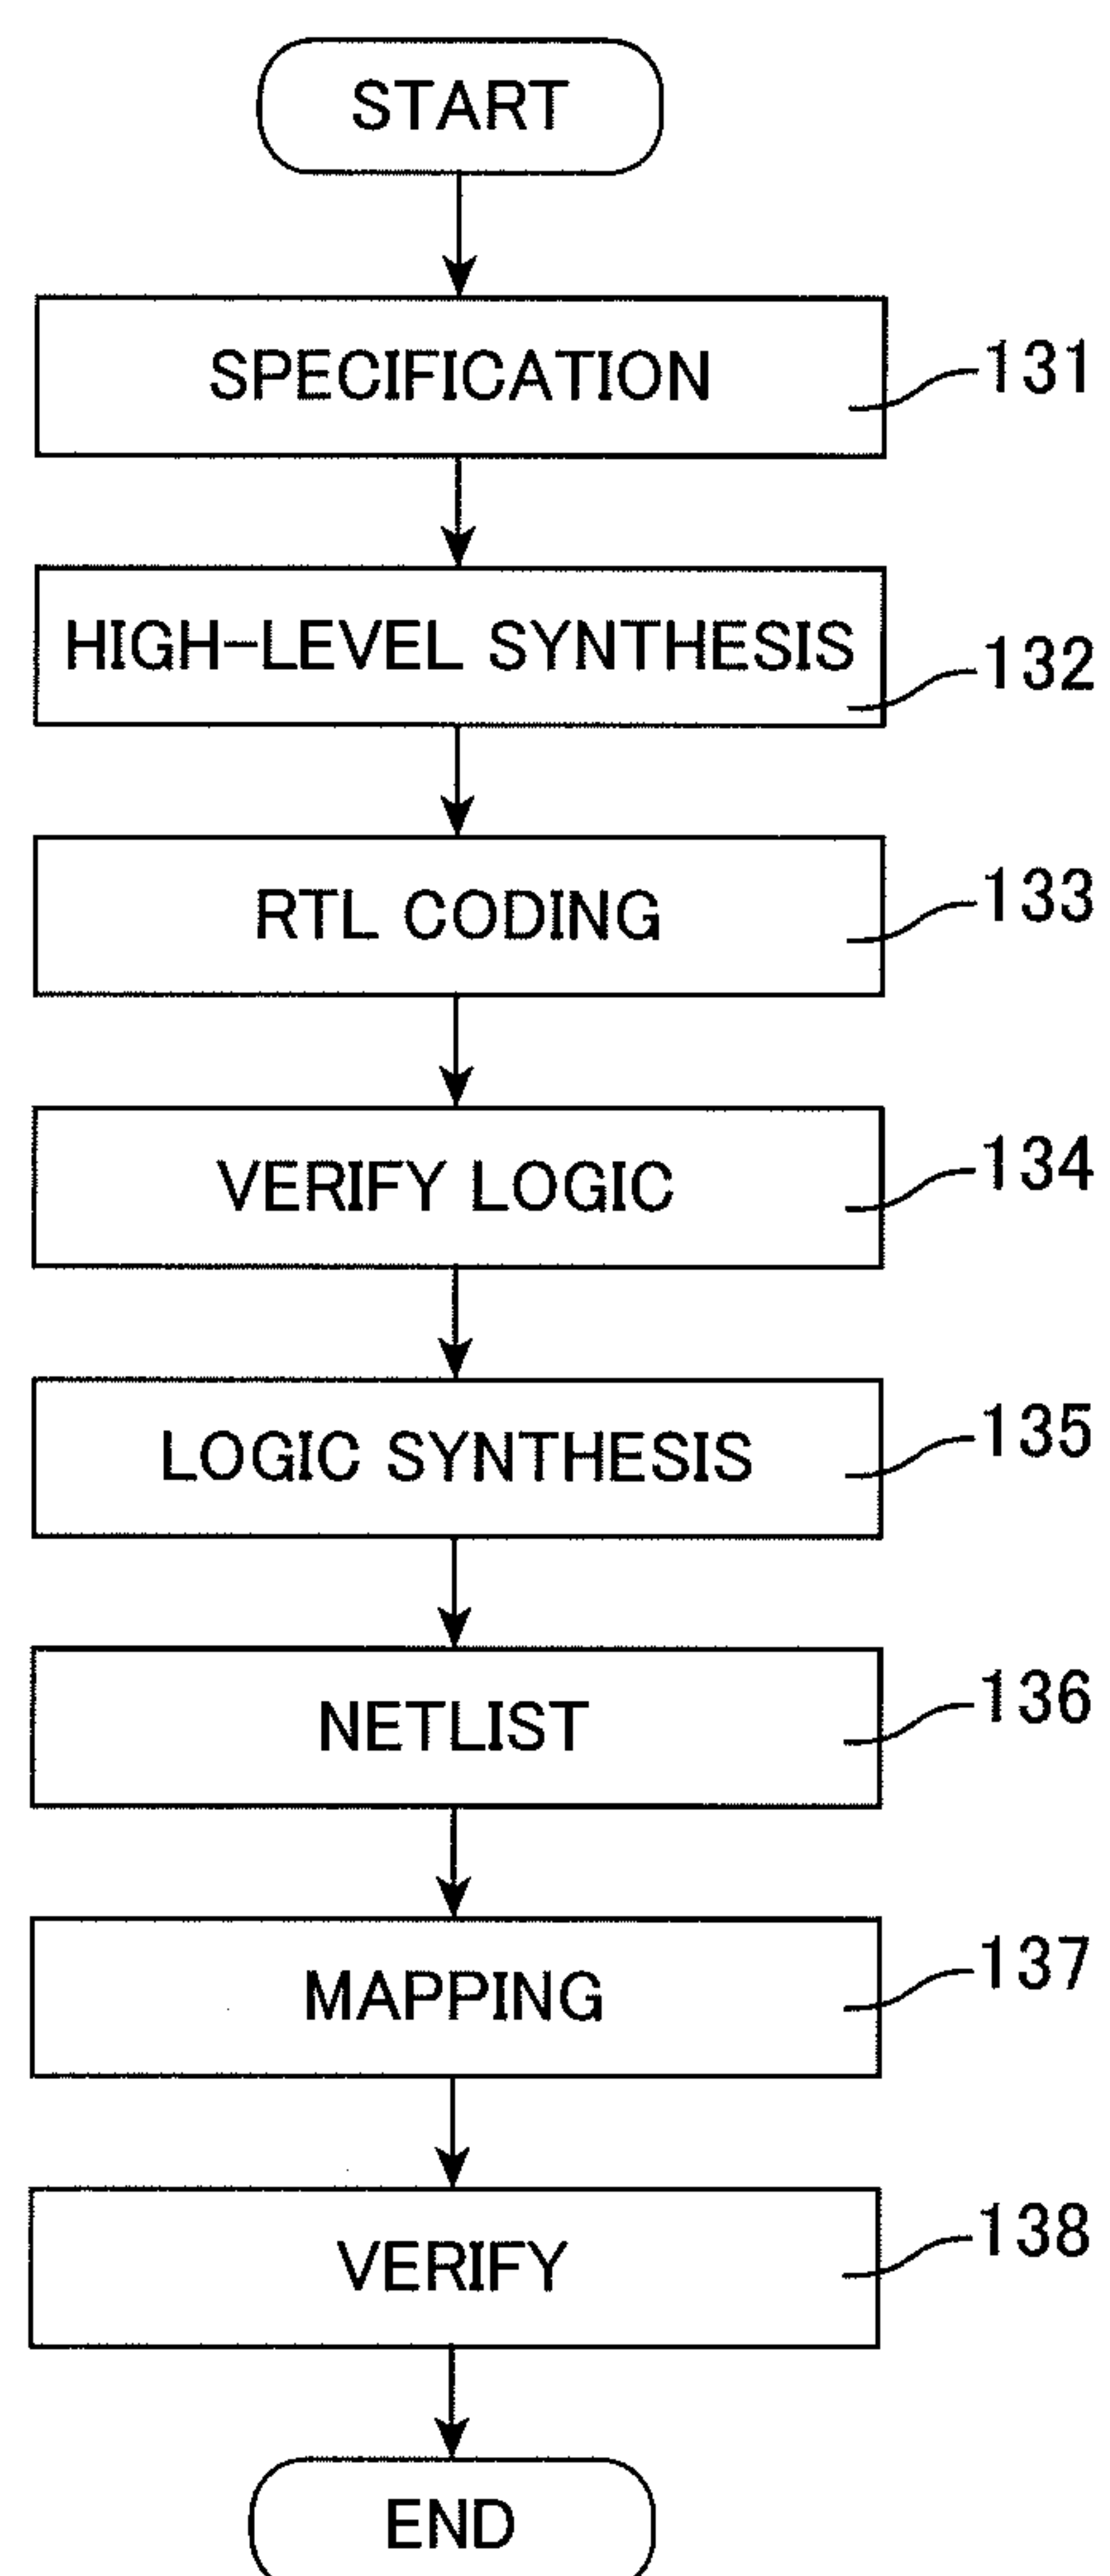 START
SPECIFICATION
131
HIGH-LEVEL SYNTHESIS
132
RTL CODING
133
VERIFY LOGIC
134
LOGIC SYNTHESIS
135
NETLIST
136
MAPPING
137
VERIFY
138
END